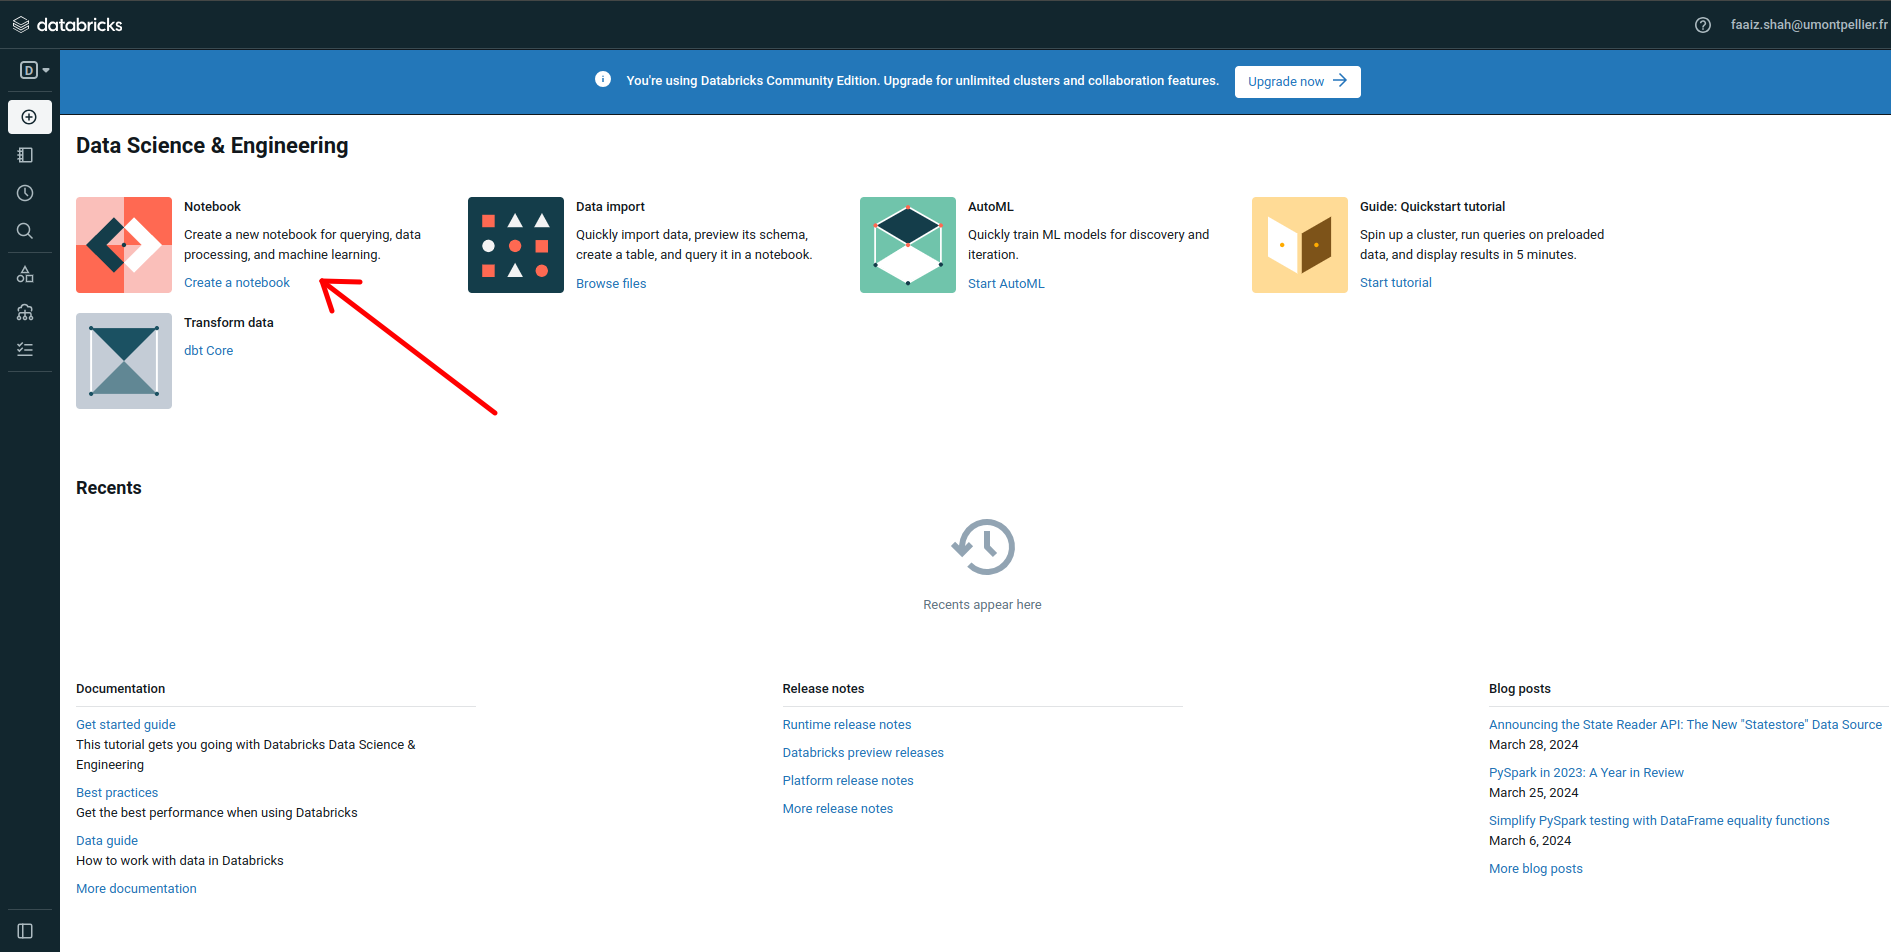 databricks
faaiz.shah@umontpellier.fr
D
You're using Databricks Community Edition. Upgrade for unlimited clusters and collaboration features.
Upgrade now
Data Science & Engineering
Notebook
Create a new notebook for querying, data
processing, and machine learning.
Create a notebook
Data import
Quickly import data, preview its schema,
create a table, and query it in a notebook.
Browse files
AutoML
Quickly train ML models for discovery and
iteration.
Start AutoML
Guide: Quickstart tutorial
Spin up a cluster, run queries on preloaded
data, and display results in 5 minutes.
Start tutorial
Transform data
dbt Core
Recents
Recents appear here
Documentation
Get started guide
This tutorial gets you going with Databricks Data Science &
Engineering
Best practices
Get the best performance when using Databricks
Data guide
How to work with data in Databricks
More documentation
Release notes
Runtime release notes
Databricks preview releases
Platform release notes
More release notes
Blog posts
Announcing the State Reader API: The New "Statestore" Data Source
March 28, 2024
PySpark in 2023: A Year in Review
March 25, 2024
Simplify PySpark testing with DataFrame equality functions
March 6, 2024
More blog posts